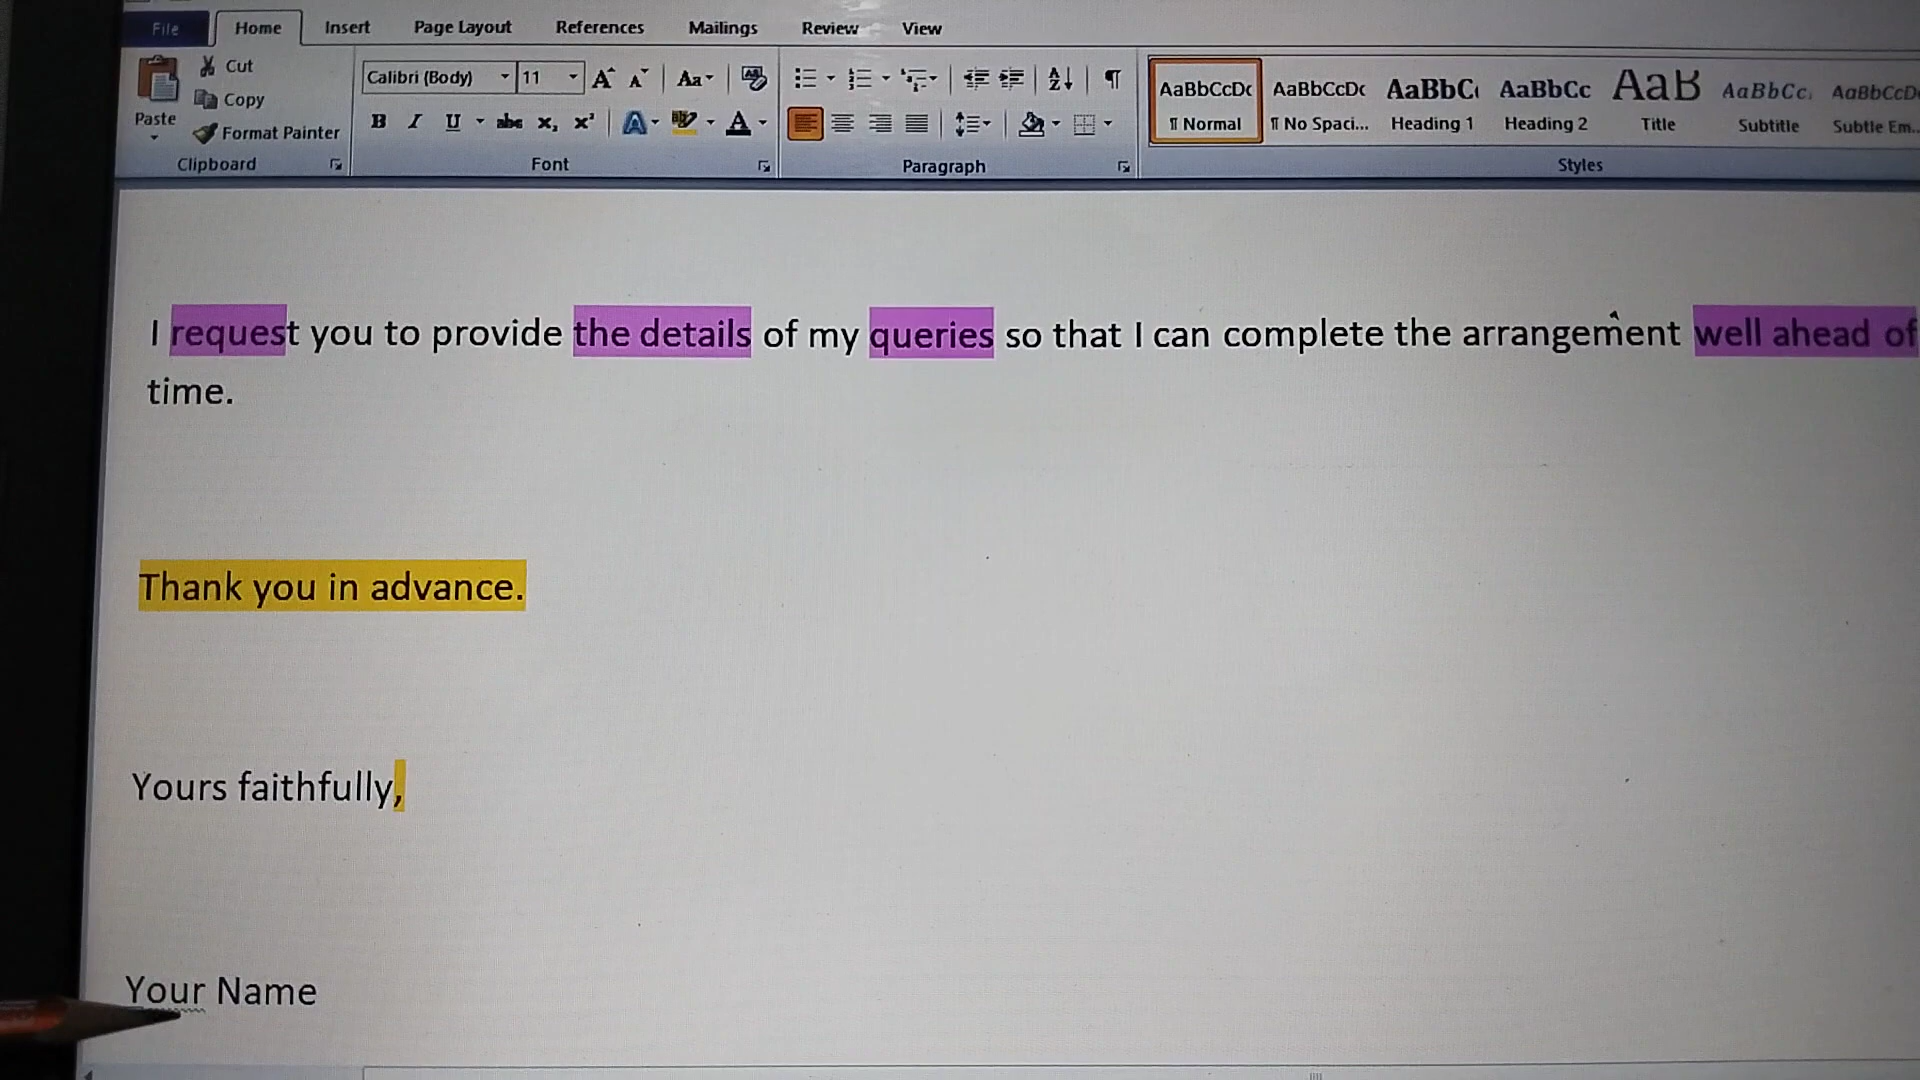 File Home Insert Page Layout References Mailings Review View
Cut
Copy
Format Painter
Paste
Clipboard
Calibri (Body) 11
Font
Paragraph
AaBbCcDc AaBbCcDc AaBbC AaBbCc AaB AaBbCc. AaBbCcD
¶ Normal ¶ No Spaci... Heading 1 Heading 2 Title Subtitle Subtle Em...
Styles
I request you to provide the details of my queries so that I can complete the arrangement well ahead of
time.
Thank you in advance.
Yours faithfully,
Your Name